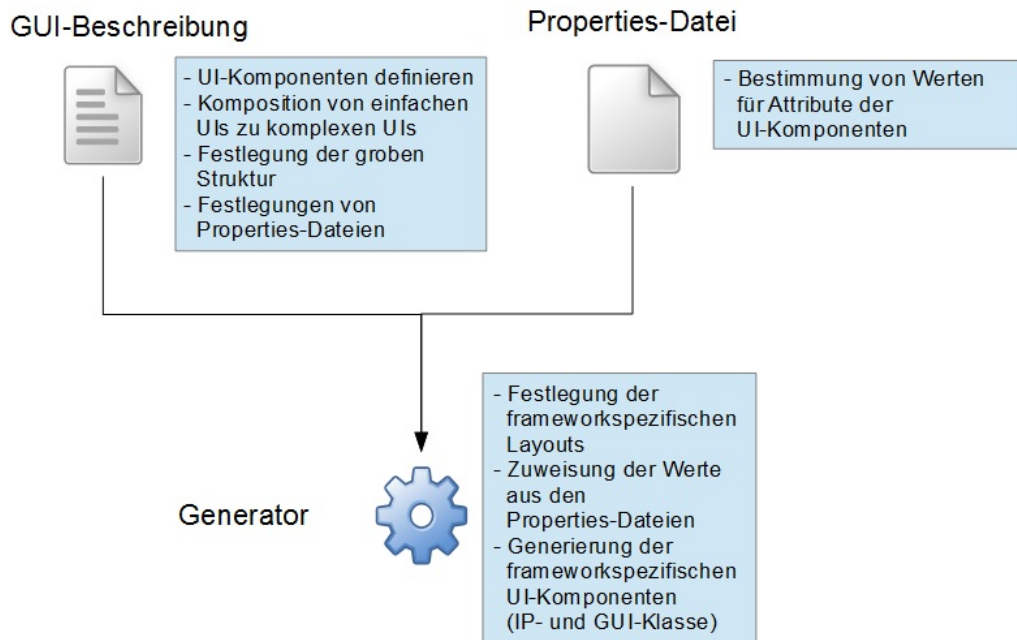 GUI-Beschreibung
- UI-Komponenten definieren
- Komposition von einfachen
UIs zu komplexen UIs
- Festlegung der groben
Struktur
- Festlegungen von
Properties-Dateien
Properties-Datei
- Bestimmung von Werten
für Attribute der
UI-Komponenten
Generator
- Festlegung der
frameworkspezifischen
Layouts
- Zuweisung der Werte
aus den
Properties-Dateien
- Generierung der
frameworkspezifischen
UI-Komponenten
(IP- und GUI-Klasse)